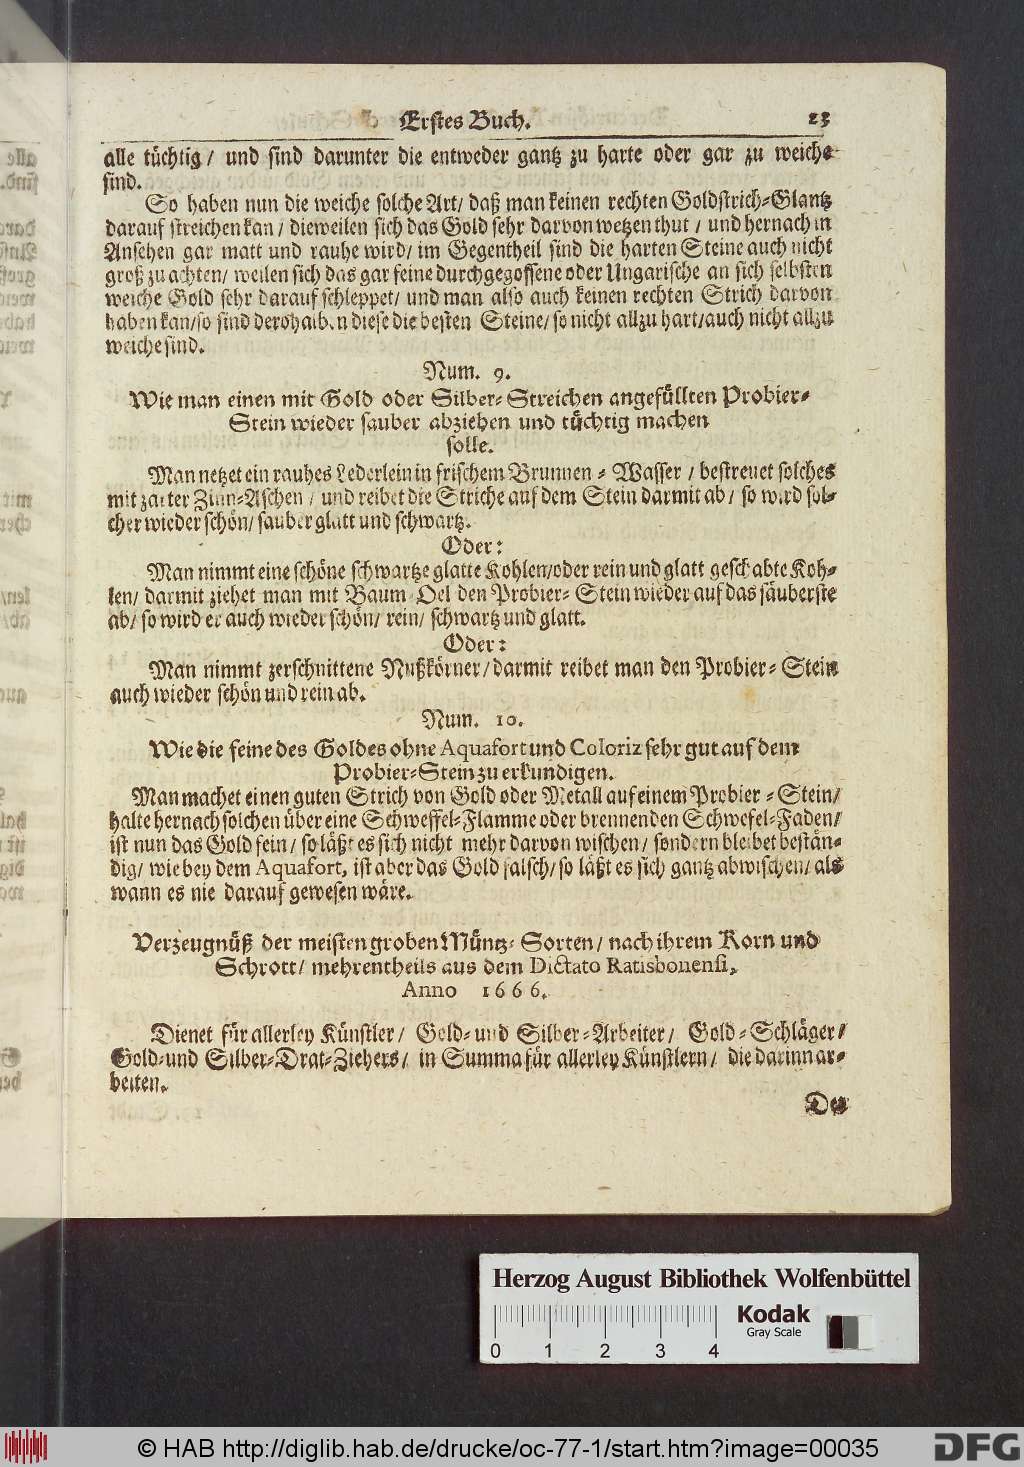 Erstes Buch. 23
alle tüchtig/ und sind darunter die entweder gantz zu harte oder gar zu weiche
sind.
So haben nun die weiche solche Art/ daß man keinen rechten Goldstrich-Glantz
darauf streichen kan/ dieweilen sich das Gold sehr darvon wetzen thut/ und hernach in
Ansehen gar matt und rauhe wird/ im Gegentheil sind die harten Steine auch nicht
groß zu achten/ weilen sich das gar feine durchgegossene oder Ungarische an sich selbsten
weiche Gold sehr darauf schleppet/ und man also auch keinen rechten Strich darvon
haben kan/ so sind derohalben diese die besten Steine/ so nicht allzu hart/ auch nicht allzu
weiche sind.
Num. 9.
Wie man einen mit Gold oder Silber-Streichen angefüllten Probier-
Stein wieder sauber abziehen und tüchtig machen
solle.
Man netzet ein rauhes Lederlein in frischem Brunnen-Wasser/ bestreuet solches
mit zarter Zinn-Aschen/ und reibet die Striche auf dem Stein darmit ab/ so wird sol-
cher wieder schön/ sauber glatt und schwartz.
Oder:
Man nimmt eine schöne schwartze glatte Kohlen/ oder rein und glatt geschabte Koh-
len/ darmit ziehet man mit Baum-Oel den Probier-Stein wieder auf das säuberste
ab/ so wird er auch wieder schön/ rein/ schwartz und glatt.
Oder:
Man nimmt zerschnittene Nußkörner/ darmit reibet man den Probier-Stein
auch wieder schön und rein ab.
Num. 10.
Wie die feine des Goldes ohne Aquafort und Coloriz sehr gut auf dem
Probier-Stein zu erkundigen.
Man machet einen guten Strich von Gold oder Metall auf einem Probier-Stein/
halte hernach solchen über eine Schweffel-Flamme oder brennenden Schwefel-Faden/
ist nun das Gold fein/ so läßt es sich nicht mehr darvon wischen/ sondern bleibet bestän-
dig/ wie bey dem Aquafort, ist aber das Gold falsch/ so läßt es sich gantz abwischen/ als
wann es nie darauf gewesen wäre.
Verzeugnüß der meisten groben Müntz-Sorten/ nach ihrem Korn und
Schrott/ mehrentheils aus dem Dictato Ratisbonensi,
Anno 1666.
Dienet für allerley Künstler/ Gold- und Silber-Arbeiter/ Gold-Schläger/
Gold- und Silber-Drat-Ziehers/ in Summa für allerley Künstlern/ die darinn ar-
beiten.
Der
Herzog August Bibliothek Wolfenbüttel
Kodak
Gray Scale
0 1 2 3 4
© HAB http://diglib.hab.de/drucke/oc-77-1/start.htm?image=00035
DFG